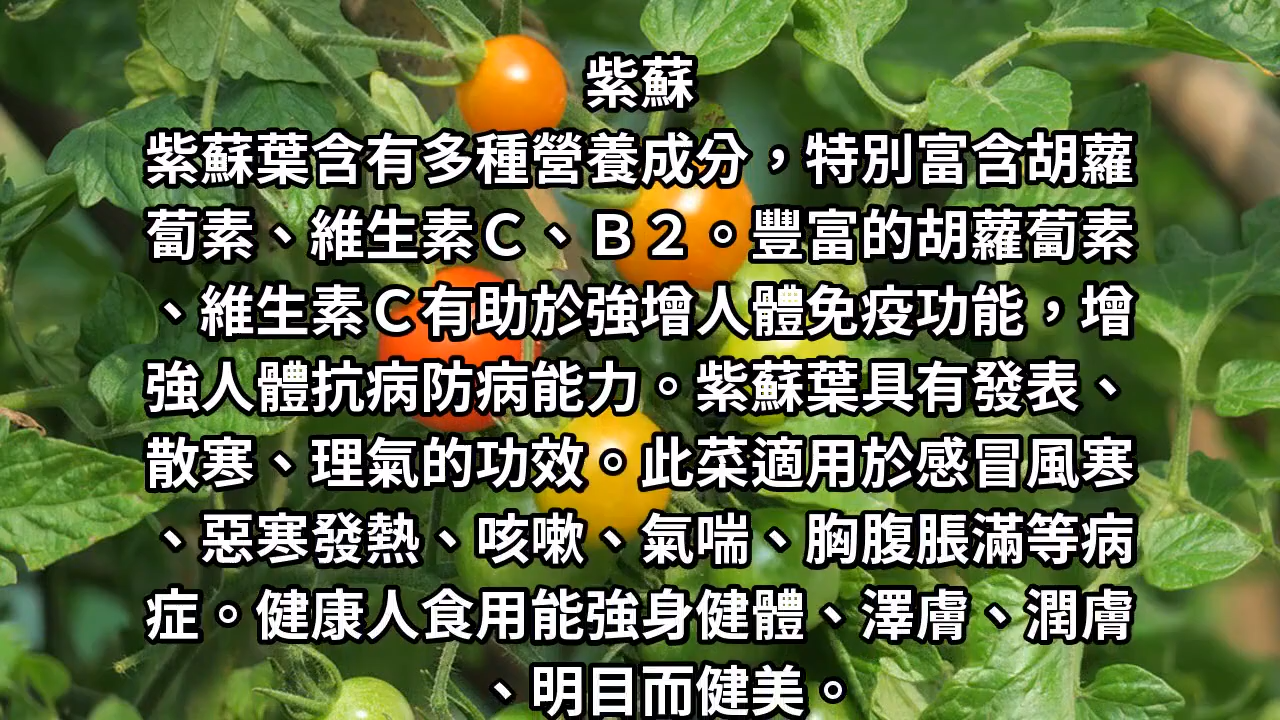 紫蘇
紫蘇葉含有多種營養成分，特別富含胡蘿
蔔素、維生素Ｃ、Ｂ２。豐富的胡蘿蔔素
、維生素Ｃ有助於強增人體免疫功能，增
強人體抗病防病能力。紫蘇葉具有發表、
散寒、理氣的功效。此菜適用於感冒風寒
、惡寒發熱、咳嗽、氣喘、胸腹脹滿等病
症。健康人食用能強身健體、澤膚、潤膚
、明目而健美。